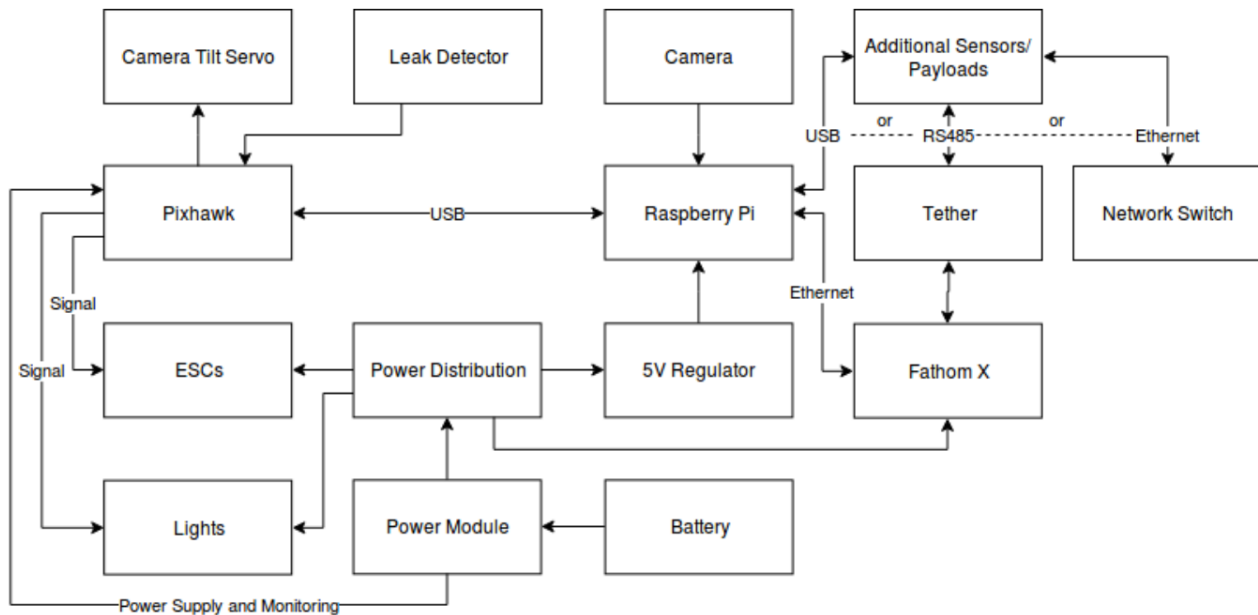 Camera Tilt Servo
Leak Detector
Camera
Additional Sensors/
Payloads
or
or
USB
RS485
Ethernet
Pixhawk
USB
Raspberry Pi
Tether
Network Switch
Ethernet
Signal
Signal
ESCs
Power Distribution
5V Regulator
Fathom X
Lights
Power Module
Battery
Power Supply and Monitoring